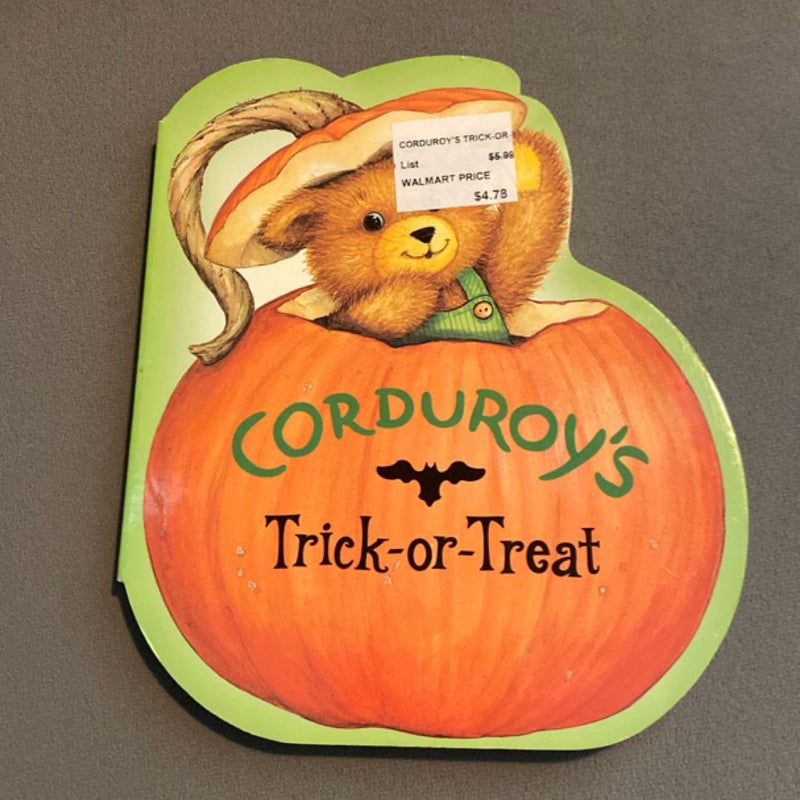 CORDUROY'S TRICK-OR-
List $5.99
WALMART PRICE
$4.78
CORDUROY'S
Trick-or-Treat